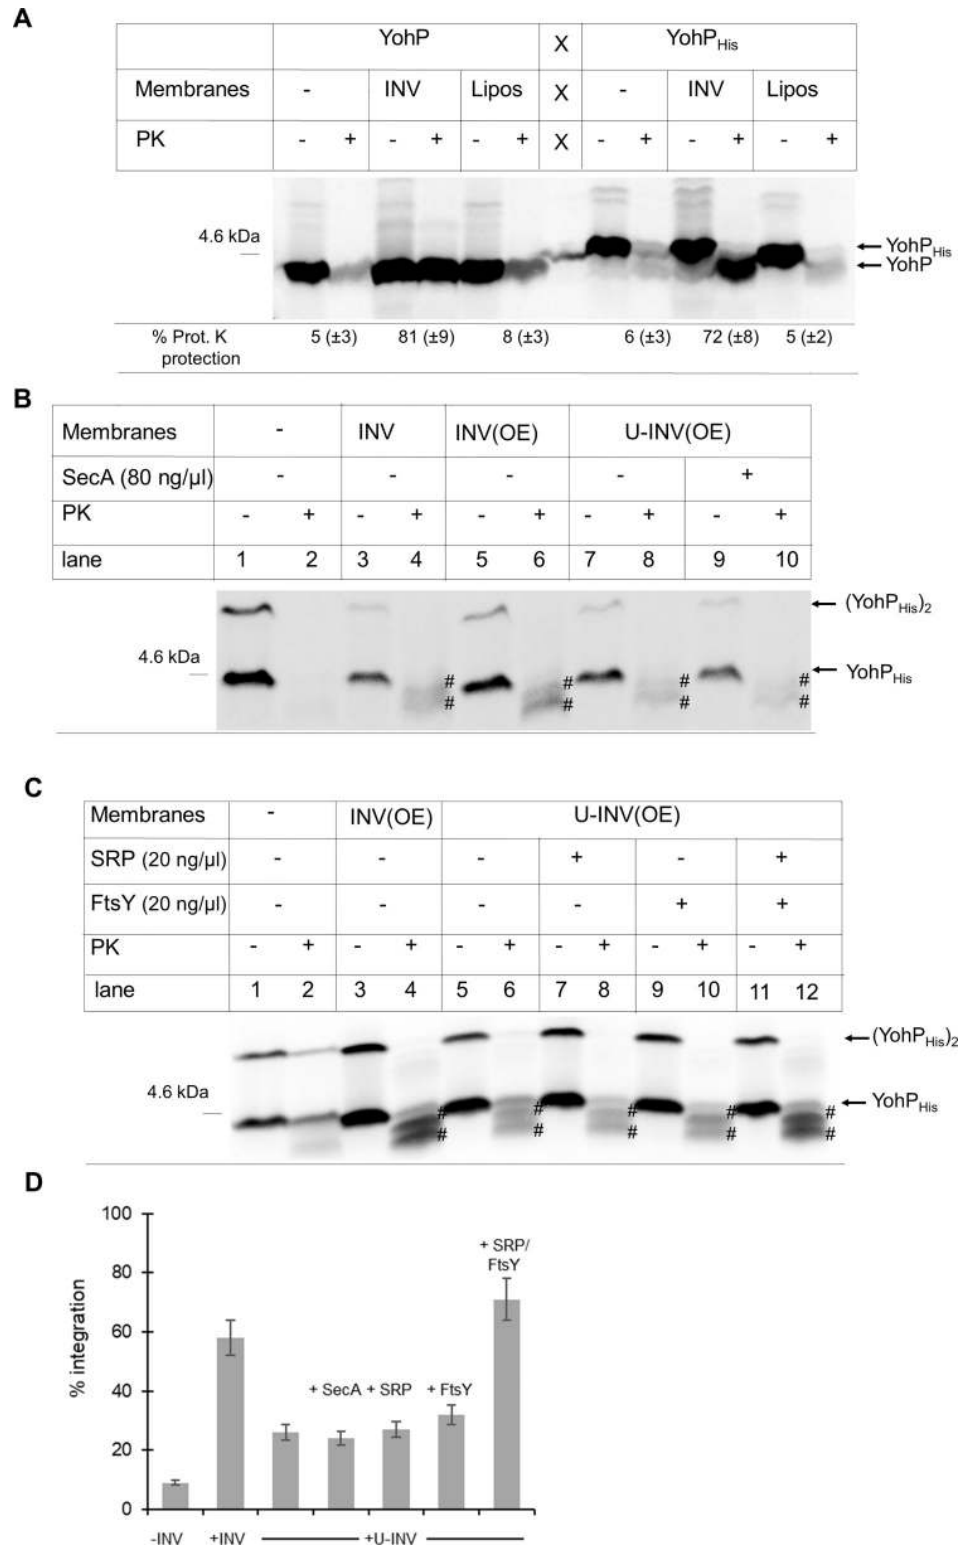 A
YohP X YohPHis
Membranes - INV Lipos X - INV Lipos
PK - + - + - + X - + - + - +
4.6 kDa
YohPHis
YohP
% Prot. K protection 5 (±3) 81 (±9) 8 (±3) 6 (±3) 72 (±8) 5 (±2)
B
Membranes - INV INV(OE) U-INV(OE)
SecA (80 ng/µl) - - - - +
PK - + - + - + - + - +
lane 1 2 3 4 5 6 7 8 9 10
(YohPHis)2
4.6 kDa
YohPHis
# # # #
# # # #
C
Membranes - INV(OE) U-INV(OE)
SRP (20 ng/µl) - - - + - +
FtsY (20 ng/µl) - - - - + +
PK - + - + - + - + - + - +
lane 1 2 3 4 5 6 7 8 9 10 11 12
(YohPHis)2
4.6 kDa
YohPHis
# # # # #
# # # # #
D
% integration
100
80
60
40
20
0
+ SRP/
FtsY
+ SecA + SRP + FtsY
-INV +INV +U-INV